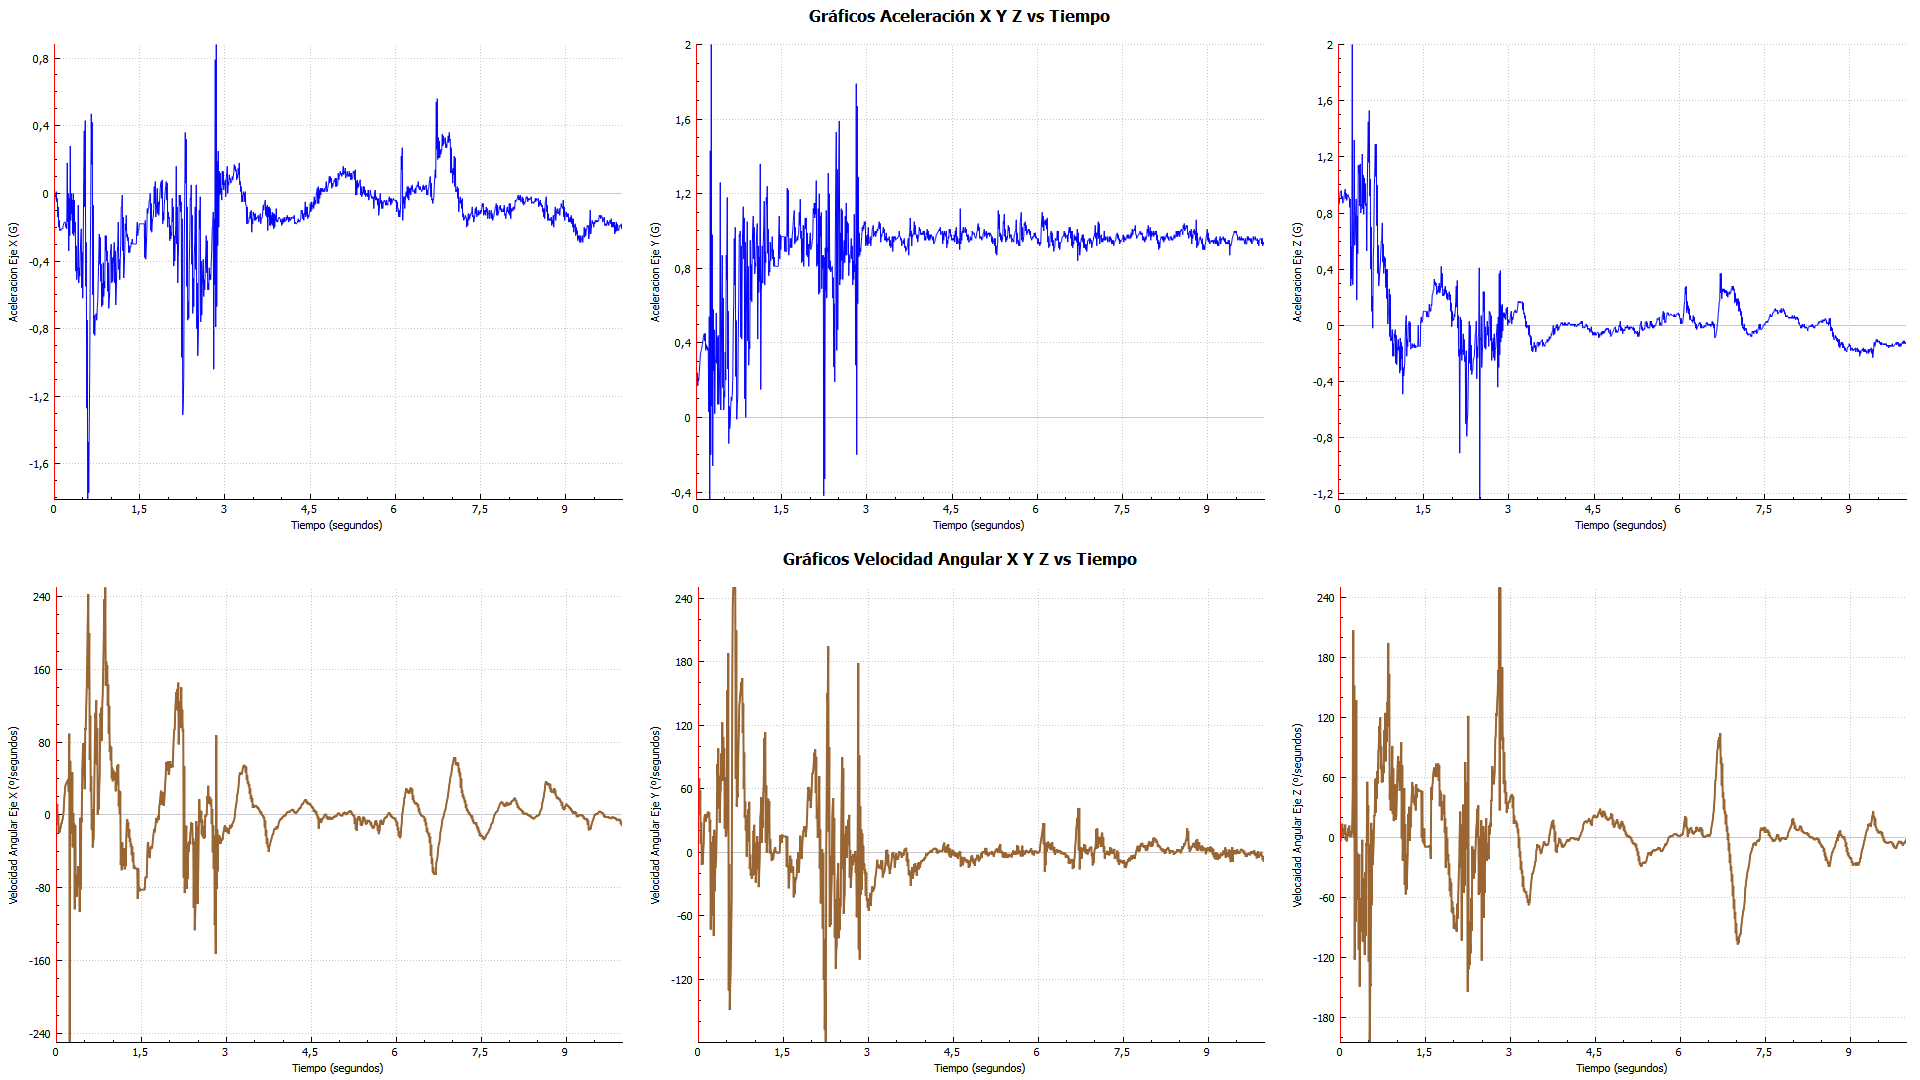 Gráficos Aceleración X Y Z vs Tiempo
Aceleracion Eje X (G)
0,8
0,4
0
-0,4
-0,8
-1,2
-1,6
0 1,5 3 4,5 6 7,5 9
Tiempo (segundos)
Aceleracion Eje Y (G)
2
1,6
1,2
0,8
0,4
0
-0,4
0 1,5 3 4,5 6 7,5 9
Tiempo (segundos)
Aceleracion Eje Z (G)
2
1,6
1,2
0,8
0,4
0
-0,4
-0,8
-1,2
0 1,5 3 4,5 6 7,5 9
Tiempo (segundos)
Gráficos Velocidad Angular X Y Z vs Tiempo
Velocidad Angular Eje X (º/segundos)
240
160
80
0
-80
-160
-240
0 1,5 3 4,5 6 7,5 9
Tiempo (segundos)
Velocidad Angular Eje Y (º/segundos)
240
180
120
60
0
-60
-120
0 1,5 3 4,5 6 7,5 9
Tiempo (segundos)
Velocaidad Angular Eje Z (º/segundos)
240
180
120
60
0
-60
-120
-180
0 1,5 3 4,5 6 7,5 9
Tiempo (segundos)